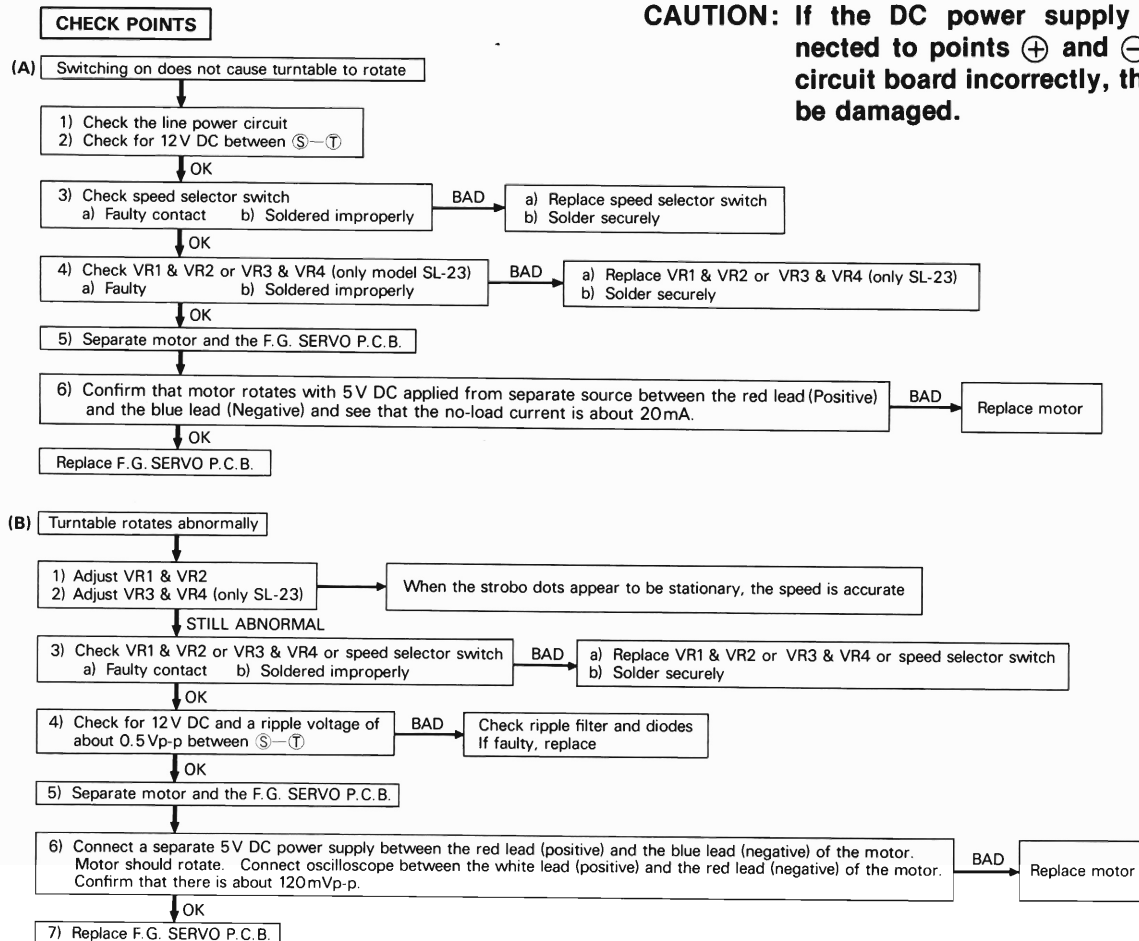 CHECK POINTS
CAUTION: If the DC power supply
nected to points ⊕ and ⊖
circuit board incorrectly, th
be damaged.
(A) Switching on does not cause turntable to rotate
1) Check the line power circuit
2) Check for 12V DC between Ⓢ—Ⓣ
OK
3) Check speed selector switch
a) Faulty contact b) Soldered improperly
BAD
a) Replace speed selector switch
b) Solder securely
OK
4) Check VR1 & VR2 or VR3 & VR4 (only model SL-23)
a) Faulty b) Soldered improperly
BAD
a) Replace VR1 & VR2 or VR3 & VR4 (only SL-23)
b) Solder securely
OK
5) Separate motor and the F.G. SERVO P.C.B.
6) Confirm that motor rotates with 5V DC applied from separate source between the red lead (Positive)
and the blue lead (Negative) and see that the no-load current is about 20mA.
BAD
Replace motor
OK
Replace F.G. SERVO P.C.B.
(B) Turntable rotates abnormally
1) Adjust VR1 & VR2
2) Adjust VR3 & VR4 (only SL-23)
When the strobo dots appear to be stationary, the speed is accurate
STILL ABNORMAL
3) Check VR1 & VR2 or VR3 & VR4 or speed selector switch
a) Faulty contact b) Soldered improperly
BAD
a) Replace VR1 & VR2 or VR3 & VR4 or speed selector switch
b) Solder securely
OK
4) Check for 12V DC and a ripple voltage of
about 0.5Vp-p between Ⓢ—Ⓣ
BAD
Check ripple filter and diodes
If faulty, replace
OK
5) Separate motor and the F.G. SERVO P.C.B.
6) Connect a separate 5V DC power supply between the red lead (positive) and the blue lead (negative) of the motor.
Motor should rotate. Connect oscilloscope between the white lead (positive) and the red lead (negative) of the motor.
Confirm that there is about 120mVp-p.
BAD
Replace motor
OK
7) Replace F.G. SERVO P.C.B.